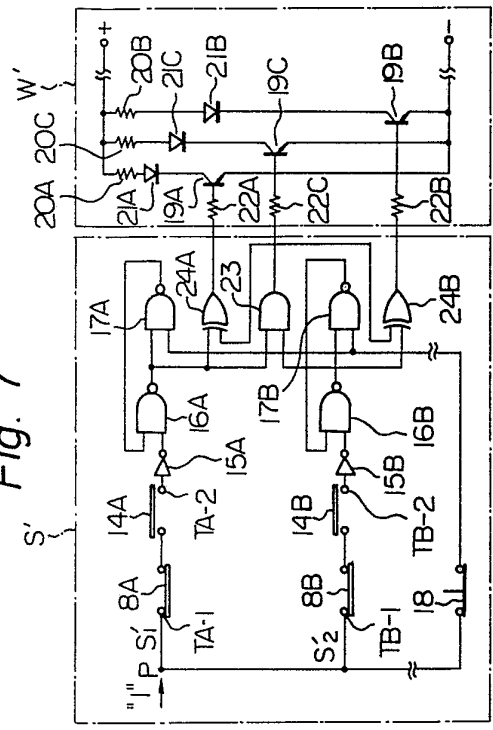 Fig. 7
S'
W'
"1"
P
S'1
8A
TA-1
14A
TA-2
15A
16A
17A
24A
23
S'2
8B
TB-1
14B
TB-2
15B
16B
17B
24B
18
20A
20C
20B
21A
21C
21B
19A
19C
19B
22A
22C
22B
+
−